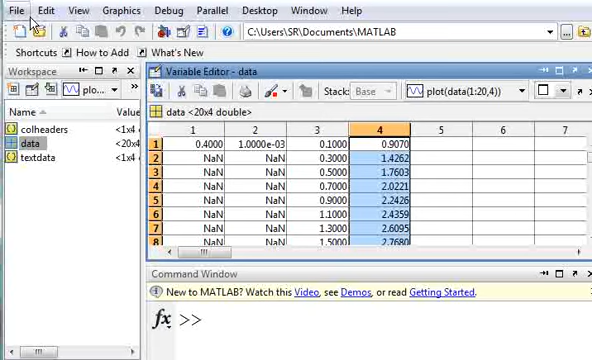 File Edit View Graphics Debug Parallel Desktop Window Help
C:\Users\SR\Documents\MATLAB ...
Shortcuts How to Add What's New
Workspace
Variable Editor - data
plo...
Stack: Base plot(data(1:20,4))
Name Value
data <20x4 double>
colheaders <1x4
data <20x4
textdata <1x4
1 2 3 4 5 6 7
1 0.4000 1.0000e-03 0.1000 0.9070
2 NaN NaN 0.3000 1.4262
3 NaN NaN 0.5000 1.7603
4 NaN NaN 0.7000 2.0221
5 NaN NaN 0.9000 2.2426
6 NaN NaN 1.1000 2.4359
7 NaN NaN 1.3000 2.6095
8 NaN NaN 1.5000 2.7680
Command Window
New to MATLAB? Watch this Video, see Demos, or read Getting Started.
fx >>